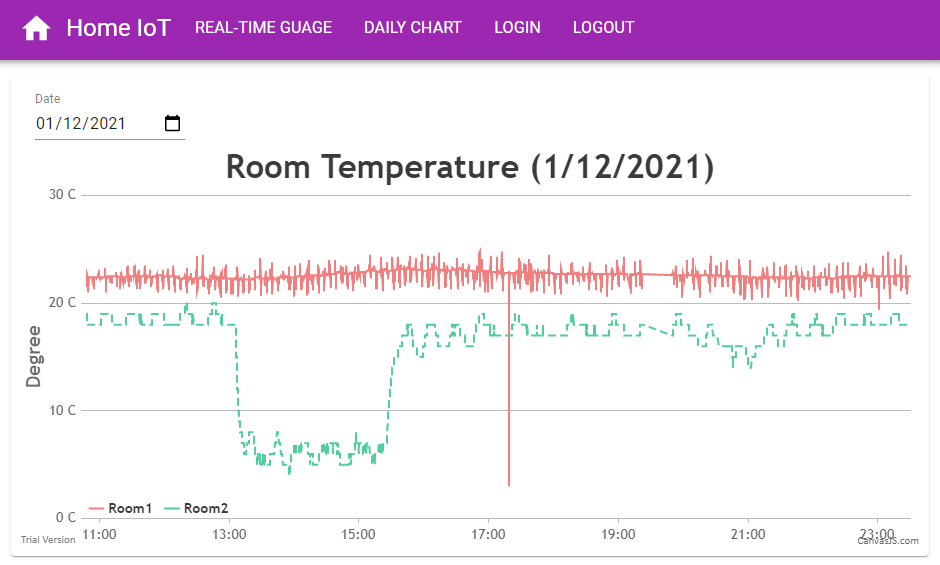 Home IoT REAL-TIME GUAGE DAILY CHART LOGIN LOGOUT
Date
01/12/2021
Room Temperature (1/12/2021)
30 C
20 C
10 C
0 C
Degree
Room1 Room2
11:00 13:00 15:00 17:00 19:00 21:00 23:00
Trial Version
CanvasJS.com